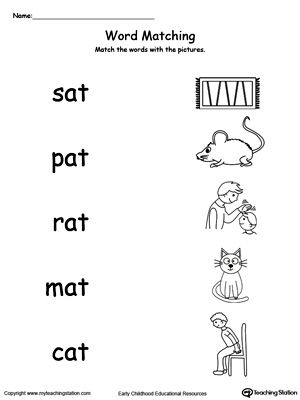 Name:
Word Matching
Match the words with the pictures.
sat
pat
rat
mat
cat
Copyright © www.myteachingstation.com
Early Childhood Educational Resources
MyTeachingStation